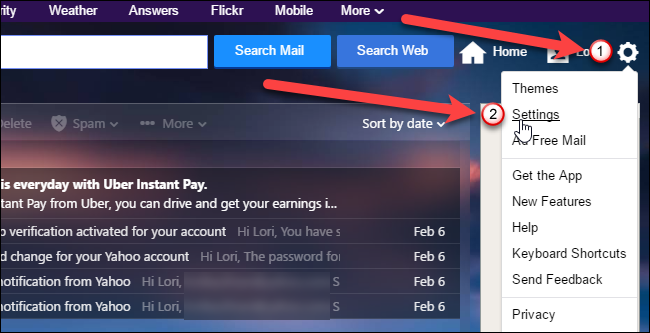 Weather Answers Flickr Mobile More
Search Mail Search Web Home 1
Themes
2 Settings
Ad Free Mail
Spam More Sort by date
Get the App
New Features
Help
Keyboard Shortcuts
Send Feedback
Privacy
is everyday with Uber Instant Pay.
Pay from Uber, you can drive and get your earnings i...
verification activated for your account Hi Lori, You have s Feb 6
change for your Yahoo account Hi Lori, The password fo Feb 6
notification from Yahoo Hi Lori, S Feb 6
notification from Yahoo Hi Lori, S Feb 6